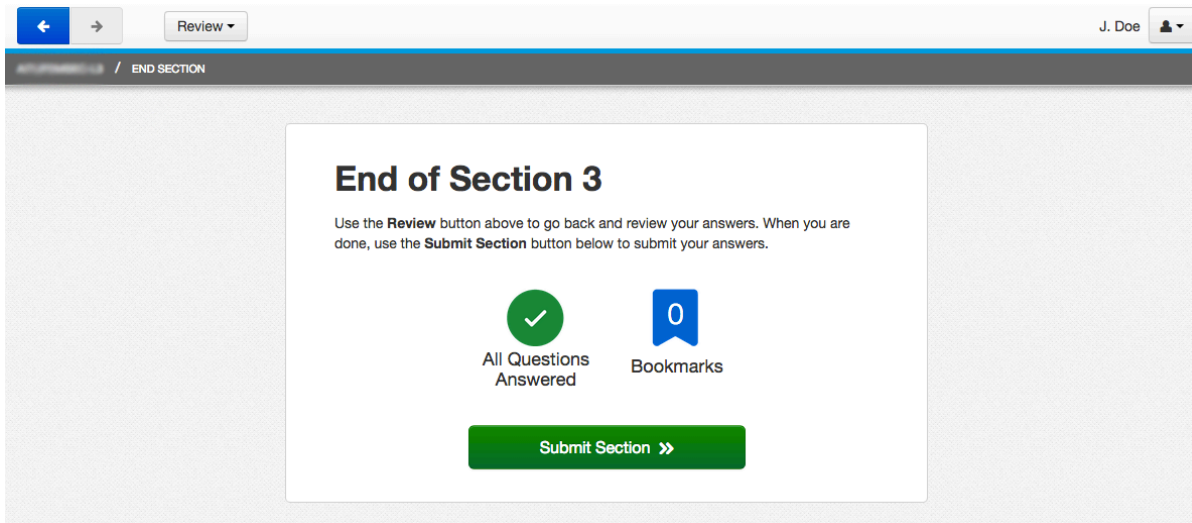 Review
J. Doe
/ END SECTION
End of Section 3
Use the Review button above to go back and review your answers. When you are
done, use the Submit Section button below to submit your answers.
0
All Questions
Answered
Bookmarks
Submit Section